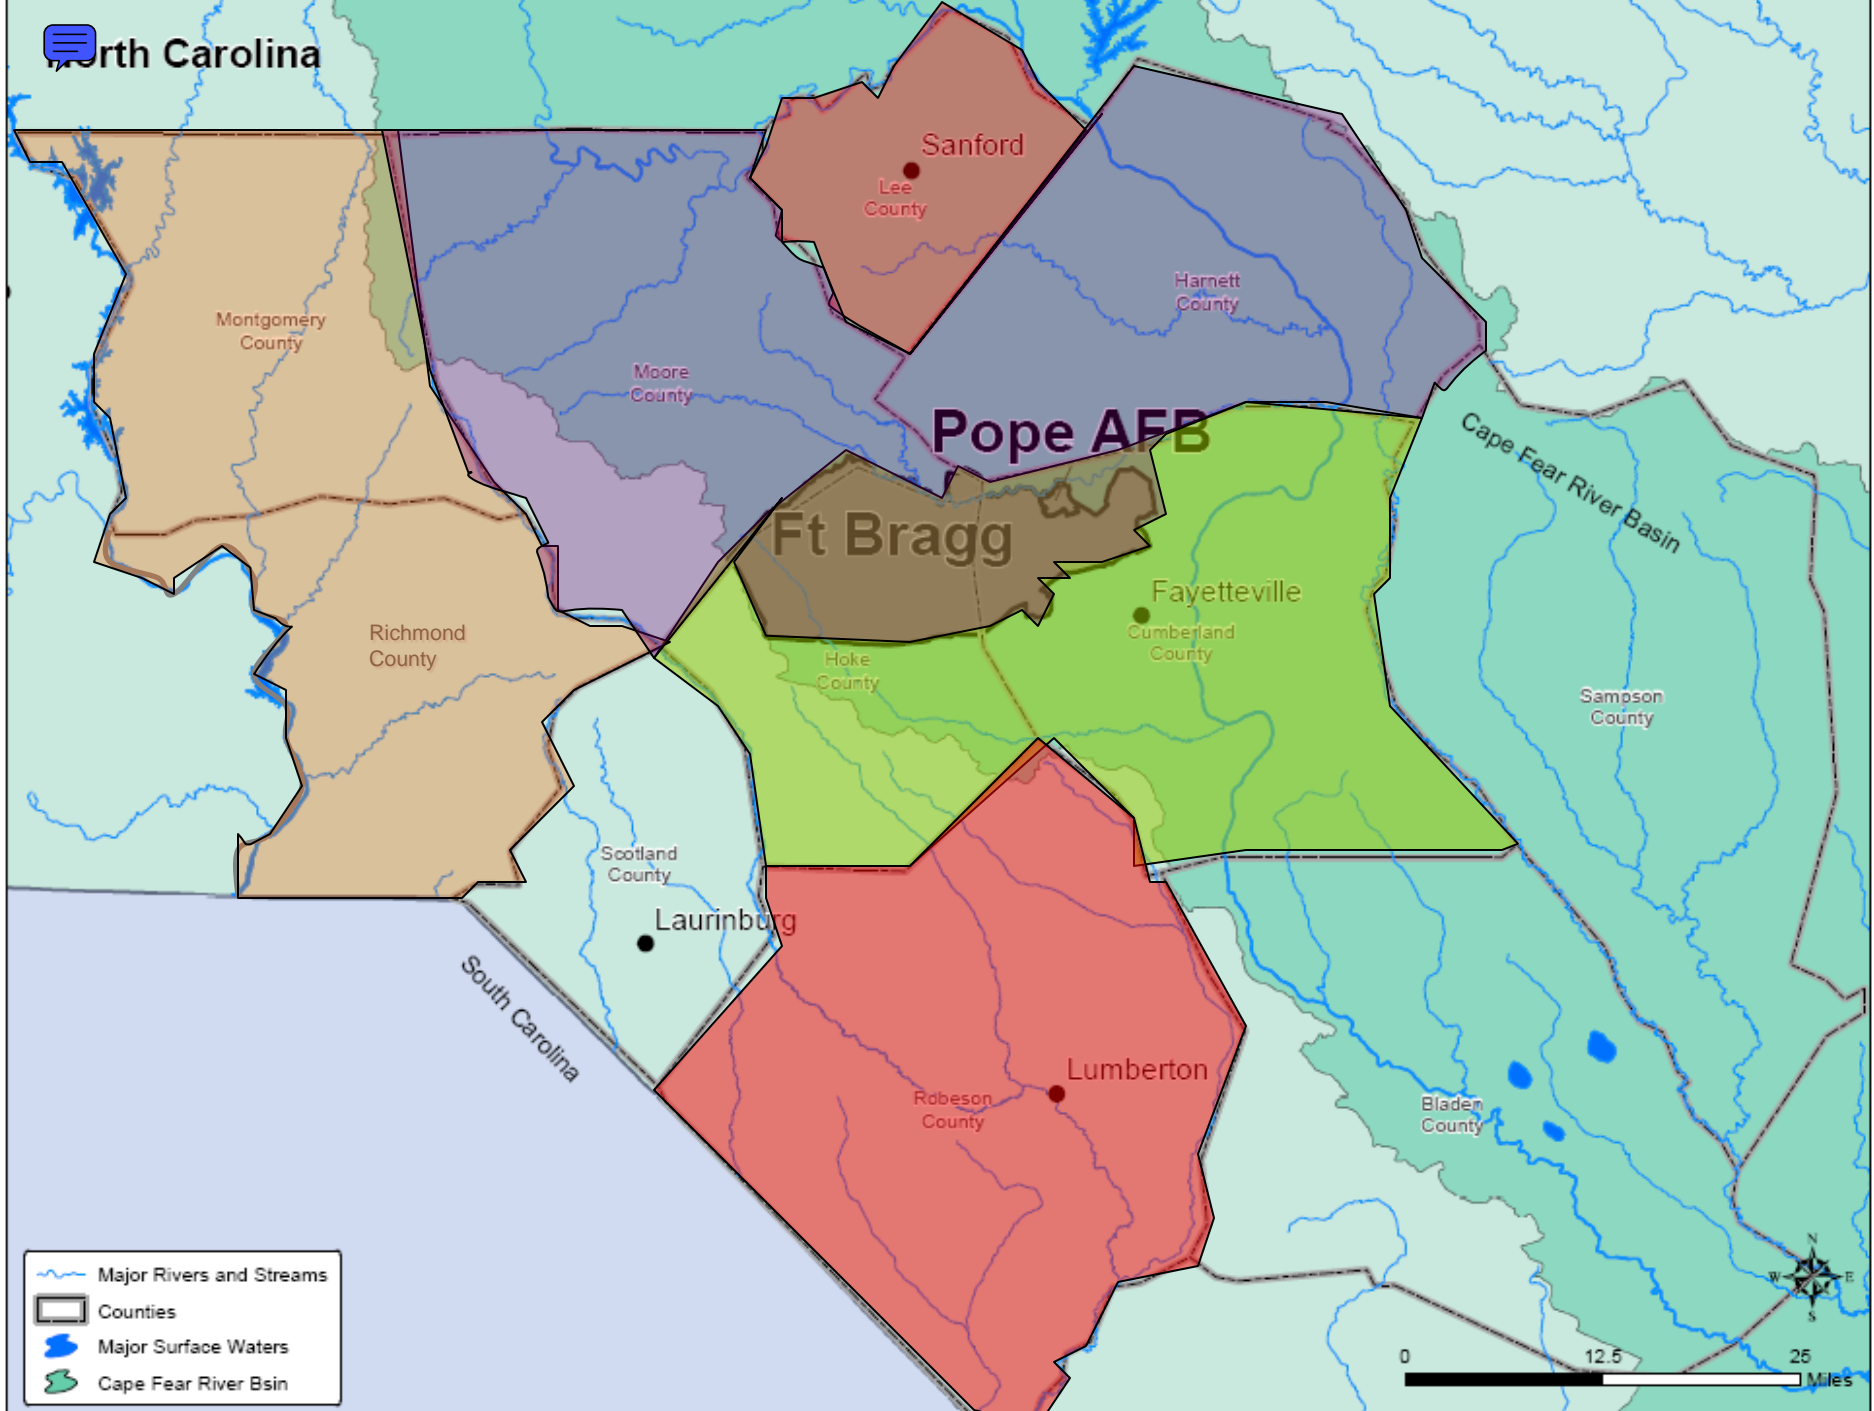 rth Carolina
Sanford
Lee
County
Harnett
County
Montgomery
County
Moore
County
Pope AFB
Cape Fear River Basin
Ft Bragg
Fayetteville
Cumberland
County
Richmond
County
Hoke
County
Sampson
County
Scotland
County
Laurinburg
South Carolina
Lumberton
Robeson
County
Bladen
County
N
W
E
S
Major Rivers and Streams
Counties
Major Surface Waters
Cape Fear River Bsin
0 12.5 25
Miles